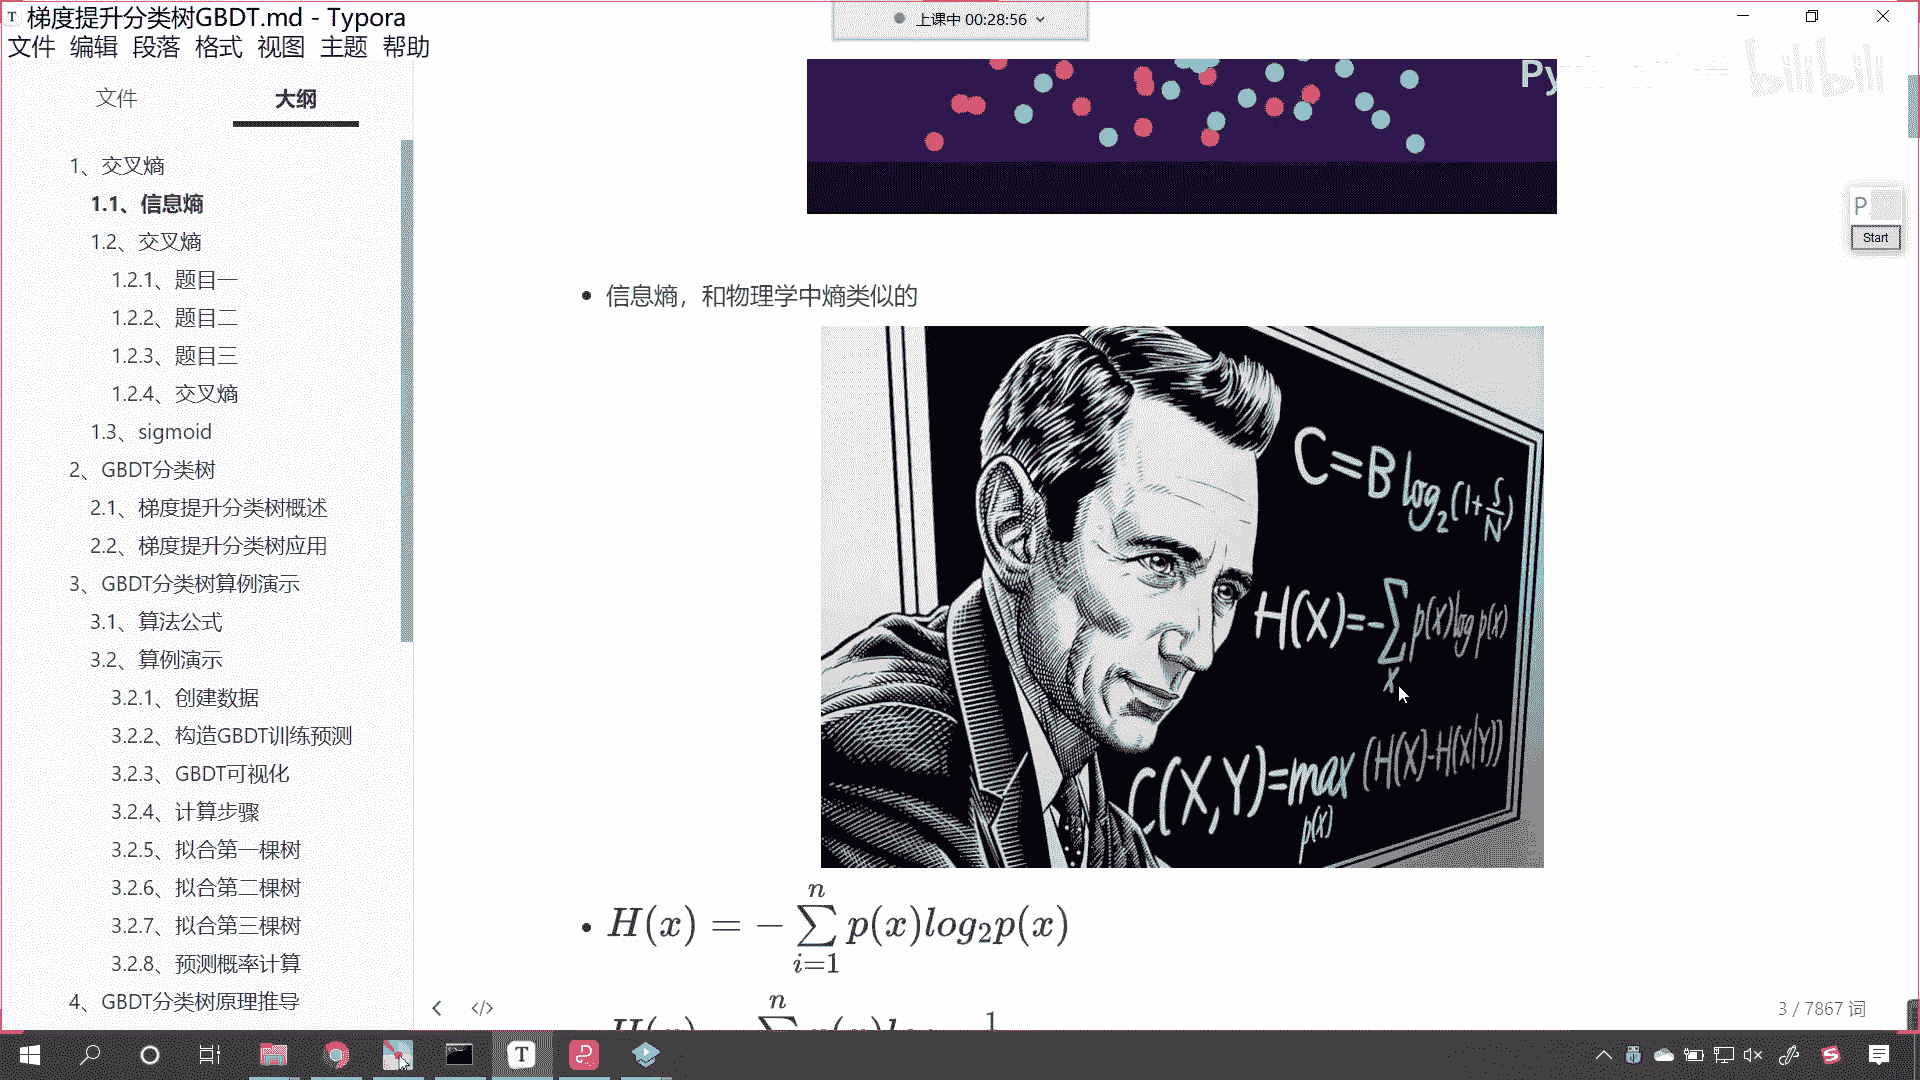 梯度提升分类树GBDT.md - Typora
上课中 00:28:56
文件 编辑 段落 格式 视图 主题 帮助
文件 大纲
1、交叉熵
1.1、信息熵
1.2、交叉熵
1.2.1、题目一
1.2.2、题目二
1.2.3、题目三
1.2.4、交叉熵
1.3、sigmoid
2、GBDT分类树
2.1、梯度提升分类树概述
2.2、梯度提升分类树应用
3、GBDT分类树算例演示
3.1、算法公式
3.2、算例演示
3.2.1、创建数据
3.2.2、构造GBDT训练预测
3.2.3、GBDT可视化
3.2.4、计算步骤
3.2.5、拟合第一棵树
3.2.6、拟合第二棵树
3.2.7、拟合第三棵树
3.2.8、预测概率计算
4、GBDT分类树原理推导
bilibili
P
Start
信息熵，和物理学中熵类似的
C=B log₂(1+S/N)
H(X)=-∑ p(x)log p(x)
X
C(X,Y)=max (H(X)-H(X|Y))
p(x)
H(x) = -∑ⁿᵢ₌₁ p(x)log₂p(x)
3 / 7867 词